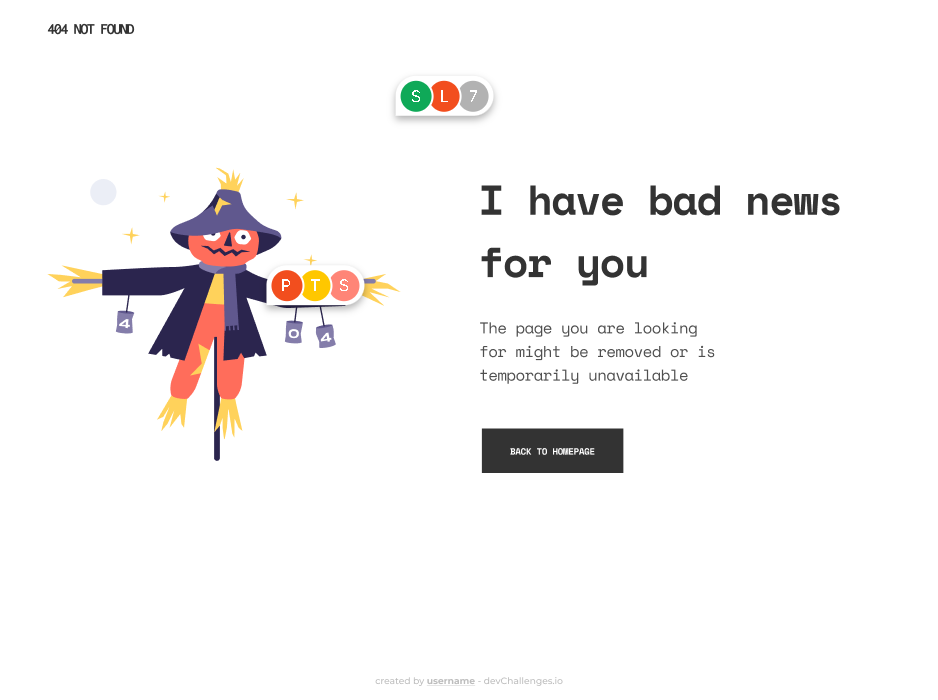 404 NOT FOUND
S L 7
I have bad news
for you
The page you are looking
for might be removed or is
temporarily unavailable
BACK TO HOMEPAGE
P T S
4
0
4
created by username - devChallenges.io